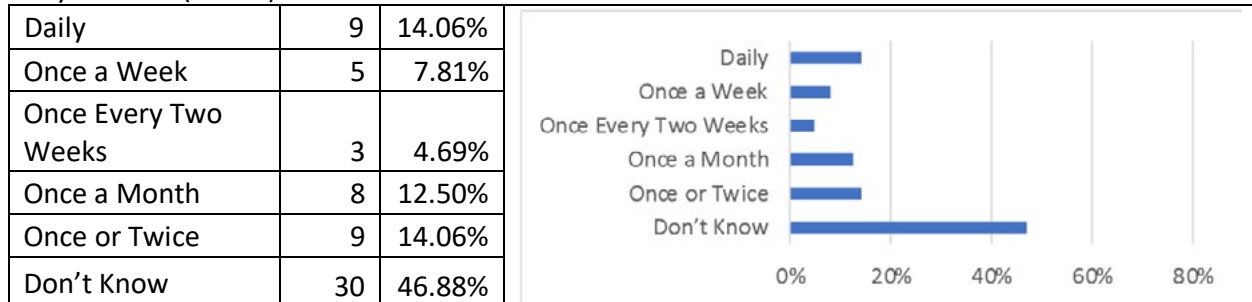 Daily 9 14.06%
Once a Week 5 7.81%
Once Every Two
Weeks 3 4.69%
Once a Month 8 12.50%
Once or Twice 9 14.06%
Don’t Know 30 46.88%
Daily
Once a Week
Once Every Two Weeks
Once a Month
Once or Twice
Don’t Know
0% 20% 40% 60% 80%